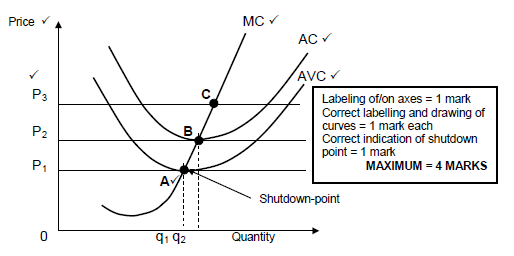 Price ✓
MC ✓
AC ✓
✓
AVC ✓
P3
C
P2
B
P1
A✓
Shutdown-point
0
q1 q2
Quantity
Labeling of/on axes = 1 mark
Correct labelling and drawing of
curves = 1 mark each
Correct indication of shutdown
point = 1 mark
MAXIMUM = 4 MARKS